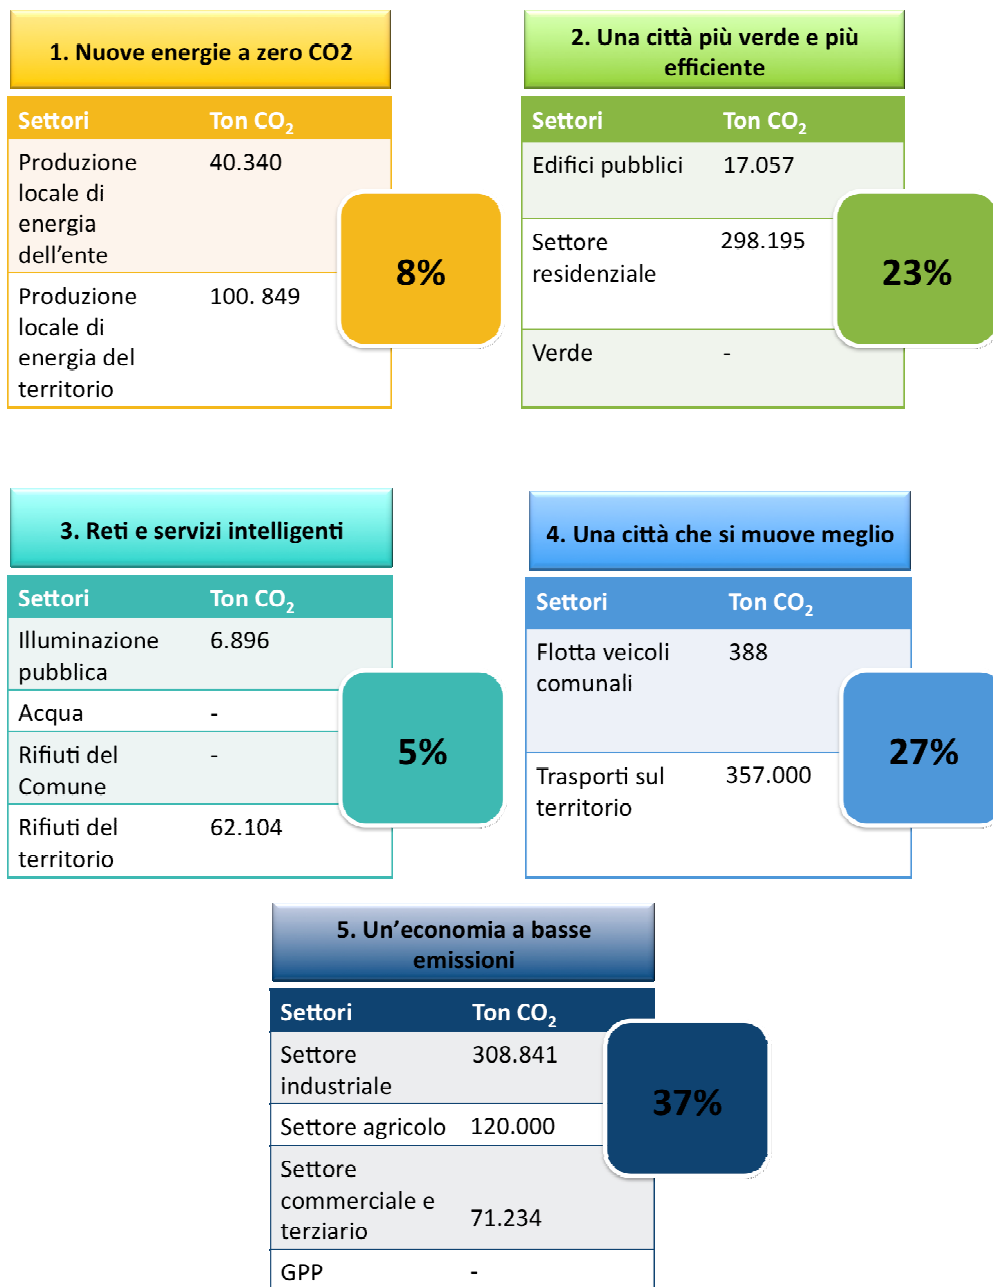 1. Nuove energie a zero CO2
Settori Ton CO2
Produzione 40.340
locale di
energia
dell'ente
Produzione 100. 849
locale di
energia del
territorio
8%
2. Una città più verde e più
efficiente
Settori Ton CO2
Edifici pubblici 17.057
Settore 298.195
residenziale
Verde -
23%
3. Reti e servizi intelligenti
Settori Ton CO2
Illuminazione 6.896
pubblica
Acqua -
Rifiuti del -
Comune
Rifiuti del 62.104
territorio
5%
4. Una città che si muove meglio
Settori Ton CO2
Flotta veicoli 388
comunali
Trasporti sul 357.000
territorio
27%
5. Un'economia a basse
emissioni
Settori Ton CO2
Settore 308.841
industriale
Settore agricolo 120.000
Settore
commerciale e
terziario 71.234
GPP -
37%